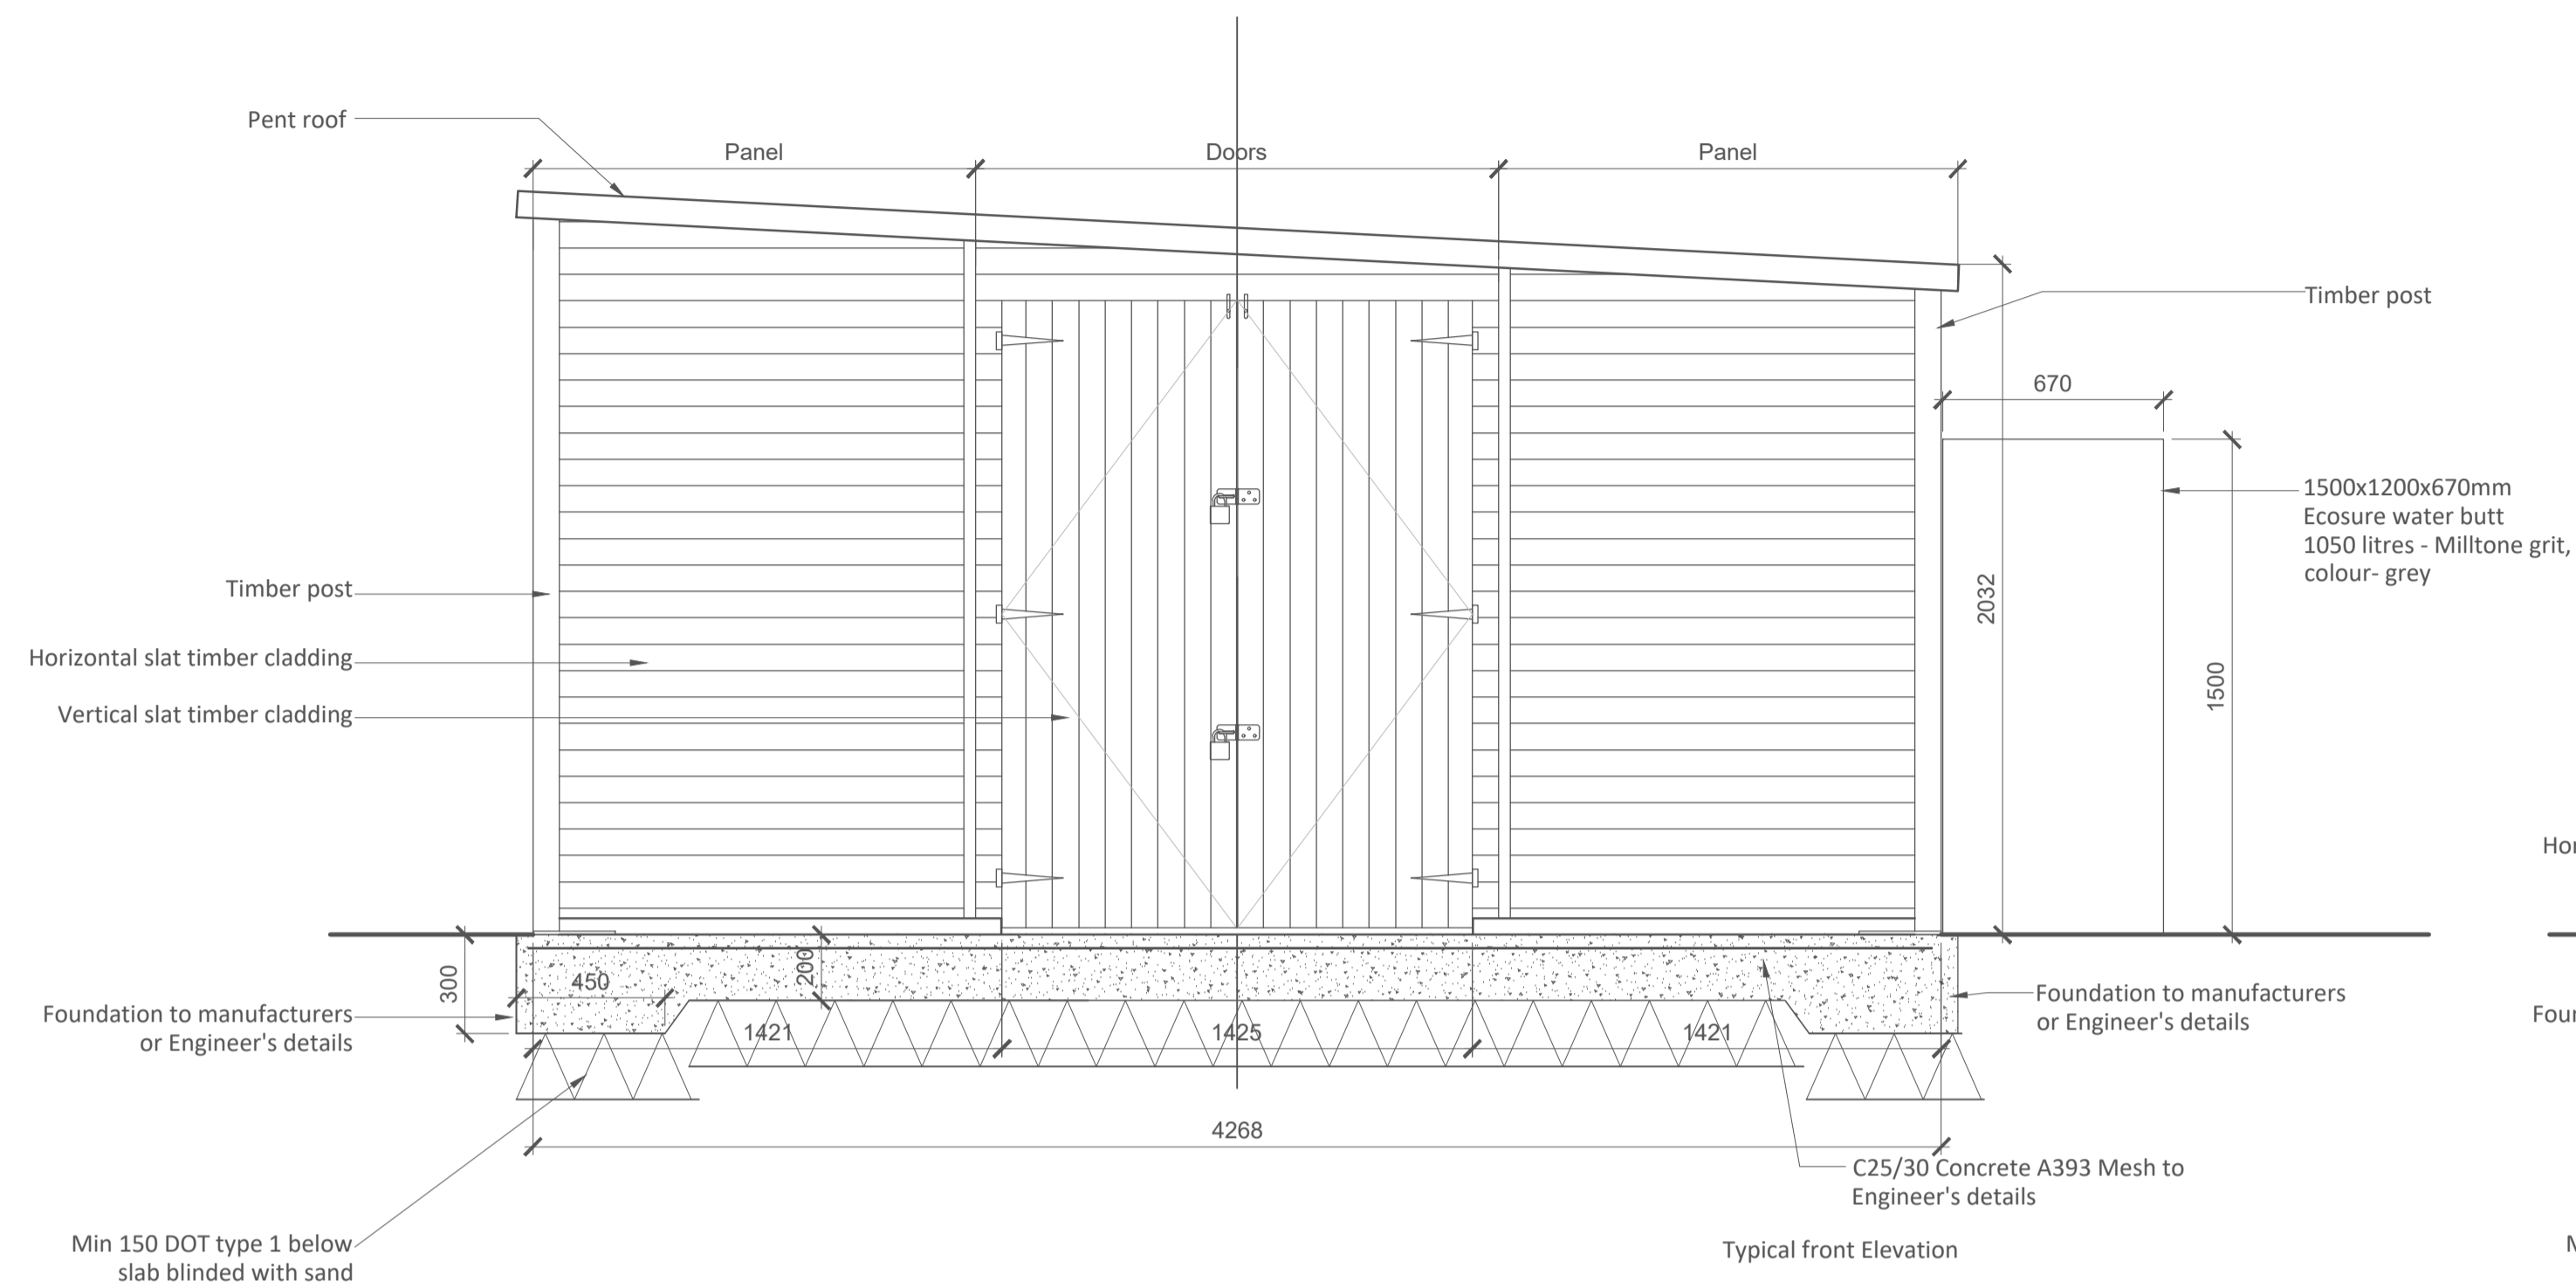 Pent roof
Panel
Doors
Panel
Timber post
670
1500x1200x670mm
Ecosure water butt
1050 litres - Milltone grit,
colour- grey
2032
1500
Timber post
Horizontal slat timber cladding
Vertical slat timber cladding
300
450
200
Foundation to manufacturers
or Engineer's details
1421
1425
1421
Foundation to manufacturers
or Engineer's details
4268
C25/30 Concrete A393 Mesh to
Engineer's details
Min 150 DOT type 1 below
slab blinded with sand
Typical front Elevation